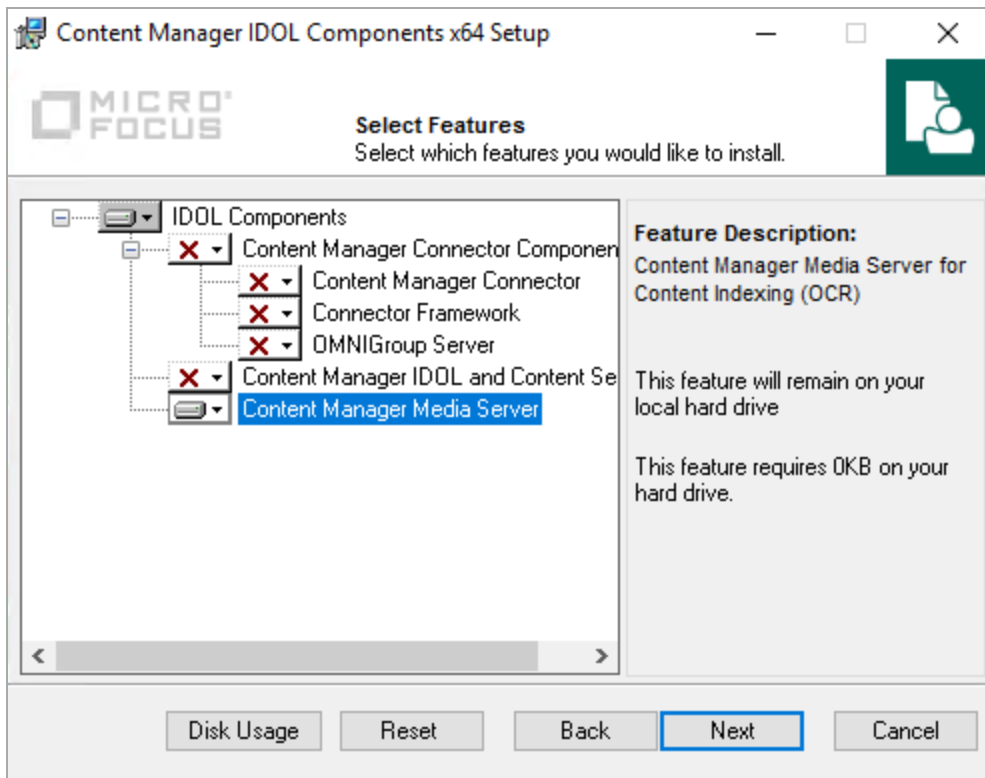 Content Manager IDOL Components x64 Setup
MICRO
FOCUS
Select Features
Select which features you would like to install.
IDOL Components
Content Manager Connector Componen
Content Manager Connector
Connector Framework
OMNIGroup Server
Content Manager IDOL and Content Se
Content Manager Media Server
Feature Description:
Content Manager Media Server for
Content Indexing (OCR)
This feature will remain on your
local hard drive
This feature requires 0KB on your
hard drive.
Disk Usage
Reset
Back
Next
Cancel